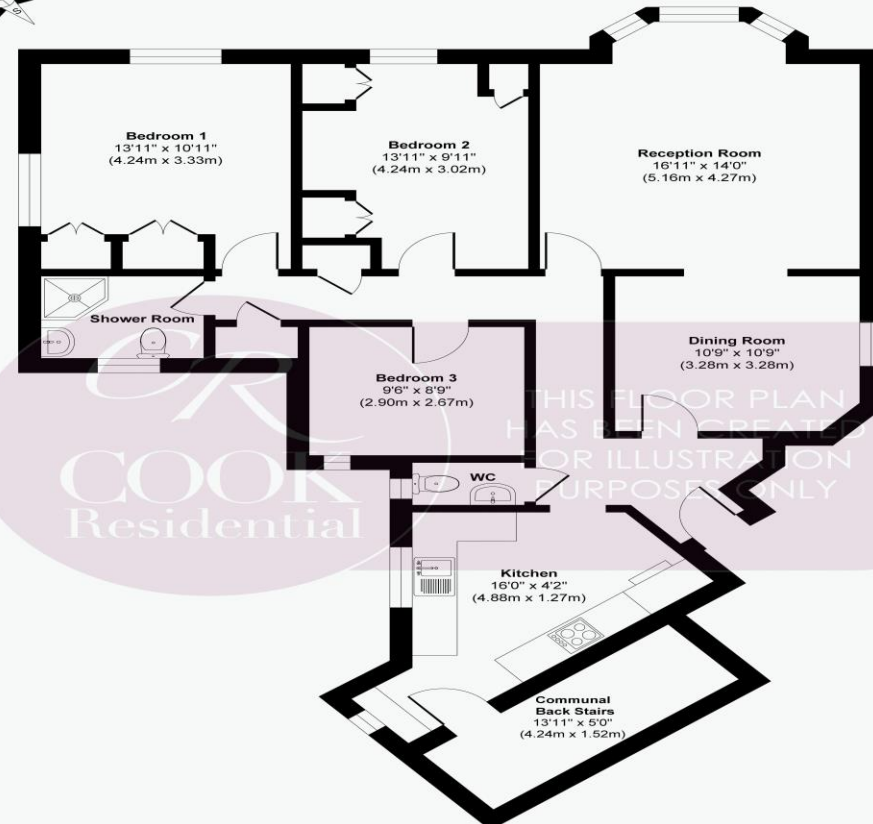 S
Bedroom 1
13'11" x 10'11"
(4.24m x 3.33m)
Bedroom 2
13'11" x 9'11"
(4.24m x 3.02m)
Reception Room
16'11" x 14'0"
(5.16m x 4.27m)
Shower Room
Dining Room
10'9" x 10'9"
(3.28m x 3.28m)
Bedroom 3
9'6" x 8'9"
(2.90m x 2.67m)
CR
COOK
Residential
THIS FLOOR PLAN
HAS BEEN CREATED
FOR ILLUSTRATION
PURPOSES ONLY
WC
Kitchen
16'0" x 4'2"
(4.88m x 1.27m)
Communal
Back Stairs
13'11" x 5'0"
(4.24m x 1.52m)